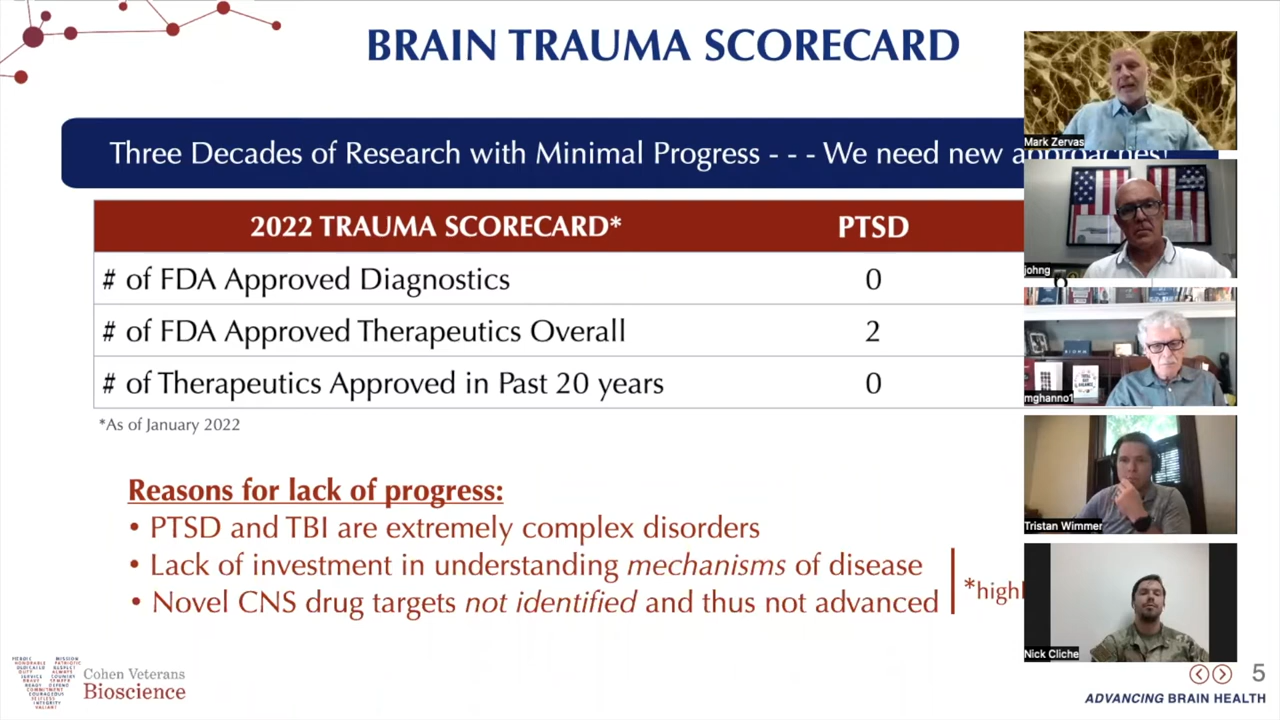 BRAIN TRAUMA SCORECARD
Three Decades of Research with Minimal Progress - - - We need new approaches!
2022 TRAUMA SCORECARD* PTSD
# of FDA Approved Diagnostics 0 6
# of FDA Approved Therapeutics Overall 2
# of Therapeutics Approved in Past 20 years 0
*As of January 2022
Reasons for lack of progress:
• PTSD and TBI are extremely complex disorders
• Lack of investment in understanding mechanisms of disease
• Novel CNS drug targets not identified and thus not advanced
*highl
Mark Zervas
johng
mghanno1
Tristan Wimmer
Nick Cliche
Cohen Veterans
Bioscience
5
ADVANCING BRAIN HEALTH